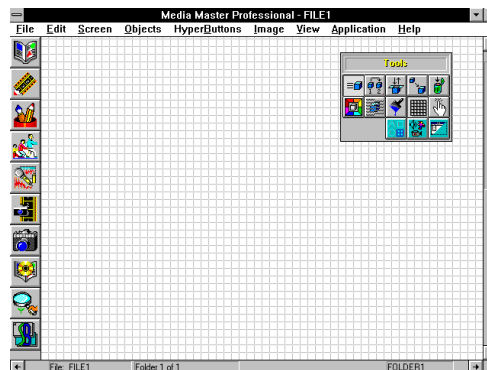 Media Master Professional - FILE1
File Edit Screen Objects HyperButtons Image View Application Help
Tools
File: FILE1 Folder 1 of 1 FOLDER1